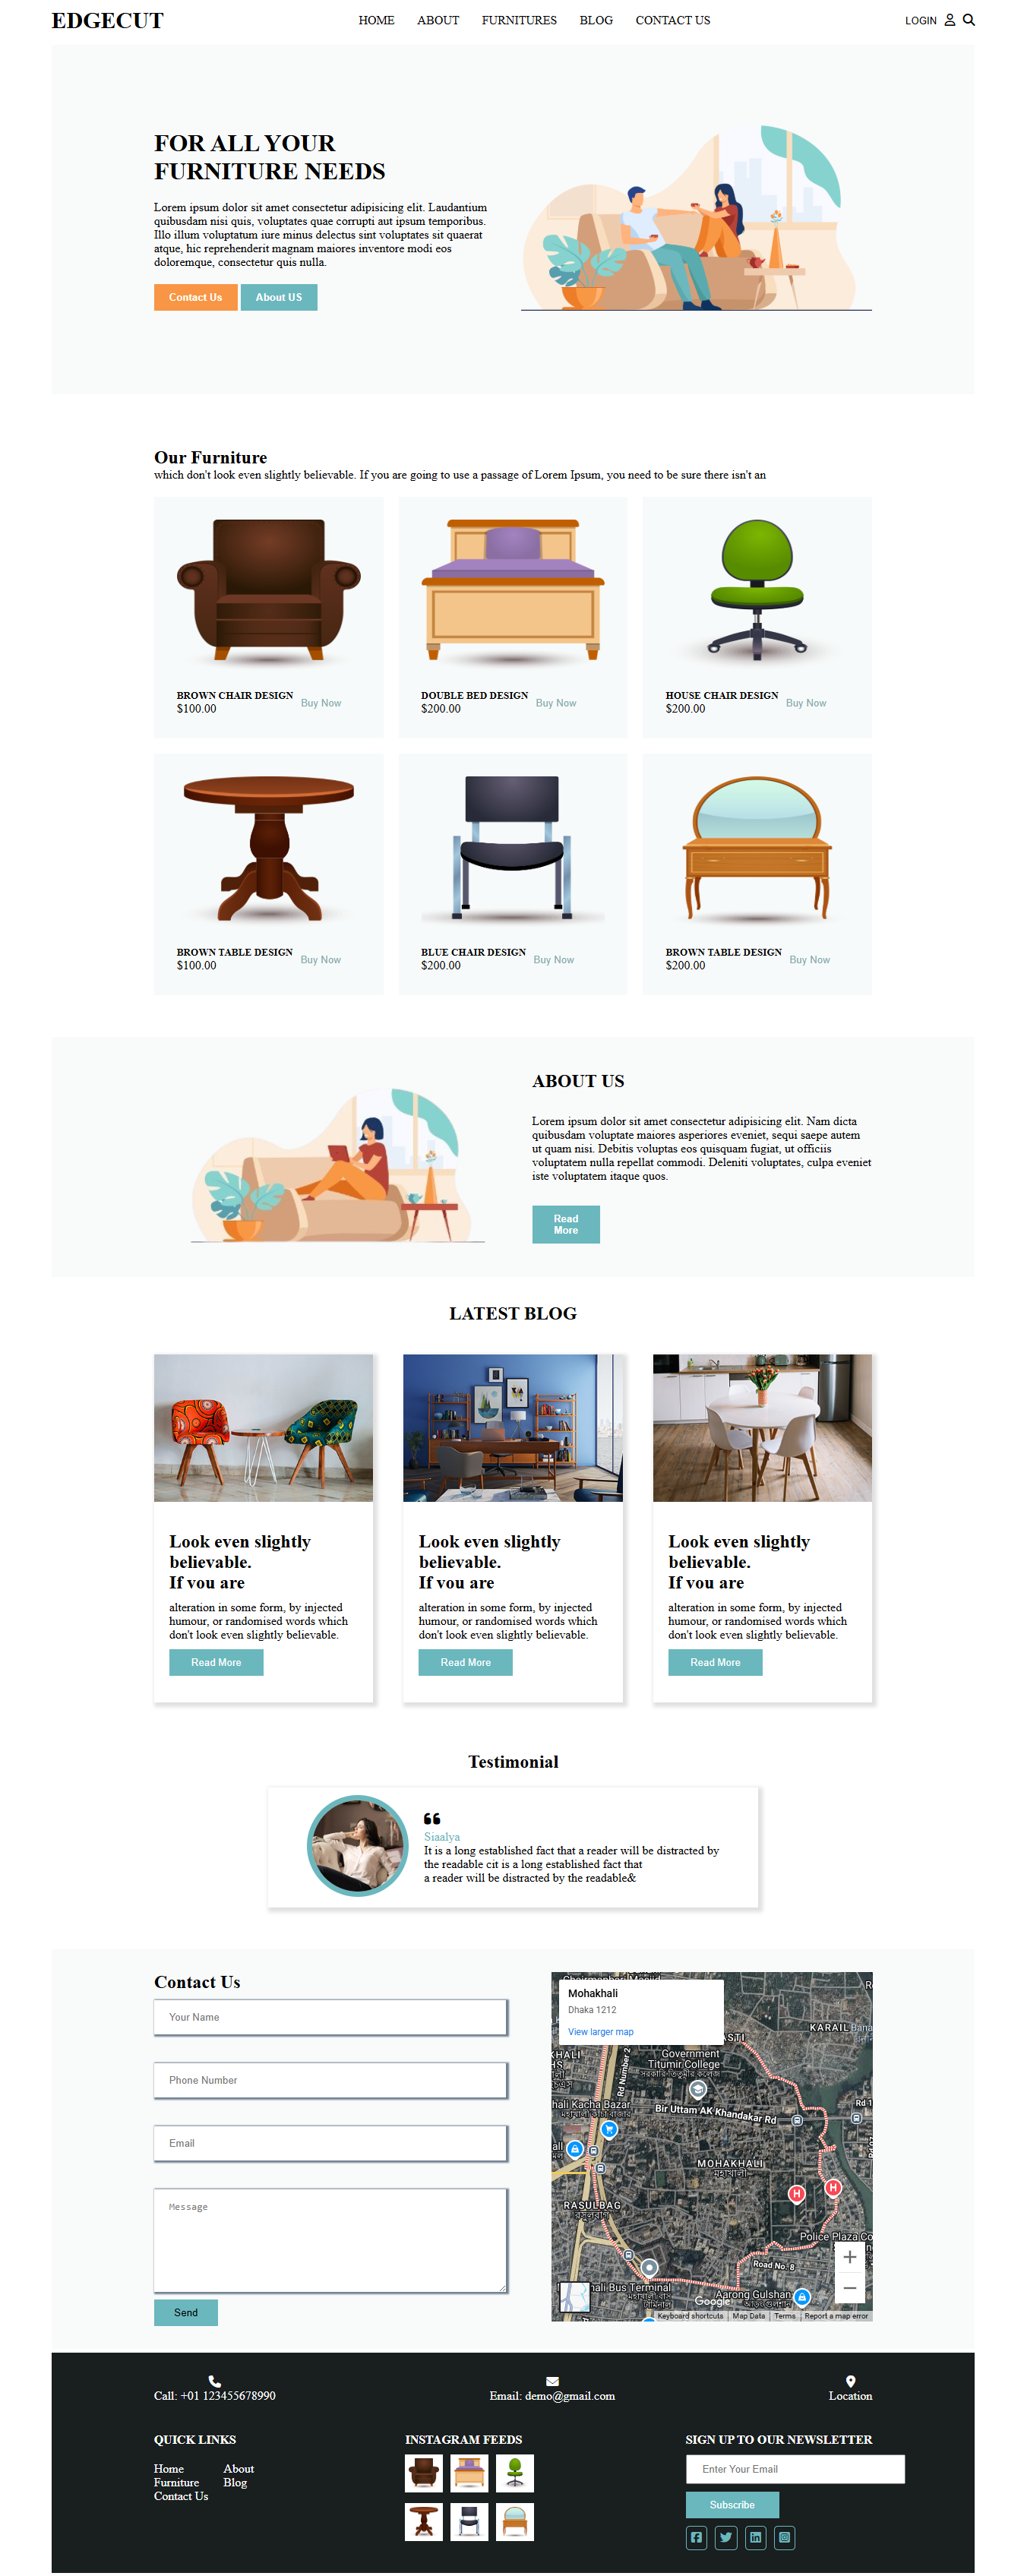 EDGECUT
HOME ABOUT FURNITURES BLOG CONTACT US
LOGIN
FOR ALL YOUR
FURNITURE NEEDS
Lorem ipsum dolor sit amet consectetur adipisicing elit. Laudantium
quibusdam nisi quis, voluptates quae corrupti aut ipsum temporibus.
Illo illum voluptatum iure minus delectus sint voluptates sit quaerat
atque, hic reprehenderit magnam maiores inventore modi eos
doloremque, consectetur quis nulla.
Contact Us About US
Our Furniture
which don't look even slightly believable. If you are going to use a passage of Lorem Ipsum, you need to be sure there isn't an
BROWN CHAIR DESIGN
$100.00
Buy Now
DOUBLE BED DESIGN
$200.00
Buy Now
HOUSE CHAIR DESIGN
$200.00
Buy Now
BROWN TABLE DESIGN
$100.00
Buy Now
BLUE CHAIR DESIGN
$200.00
Buy Now
BROWN TABLE DESIGN
$200.00
Buy Now
ABOUT US
Lorem ipsum dolor sit amet consectetur adipisicing elit. Nam dicta
quibusdam voluptate maiores asperiores eveniet, sequi saepe autem
ut quam nisi. Debitis voluptas eos quisquam fugiat, ut officiis
voluptatem nulla repellat commodi. Deleniti voluptates, culpa eveniet
iste voluptatem itaque quos.
Read
More
LATEST BLOG
Look even slightly
believable.
If you are
alteration in some form, by injected
humour, or randomised words which
don't look even slightly believable.
Read More
Look even slightly
believable.
If you are
alteration in some form, by injected
humour, or randomised words which
don't look even slightly believable.
Read More
Look even slightly
believable.
If you are
alteration in some form, by injected
humour, or randomised words which
don't look even slightly believable.
Read More
Testimonial
Siaalya
It is a long established fact that a reader will be distracted by
the readable cit is a long established fact that
a reader will be distracted by the readable&
Contact Us
Your Name
Phone Number
Email
Message
Send
Mohakhali
Dhaka 1212
View larger map
KARAIL
Government
Titumir College
সরকারি তিতুমীর কলেজ
Rd Number 2
Bir Uttam AK Khandakar Rd
Rd 1
MOHAKHALI
মহাখালী
RASULBAG
রসুলবাগ
Police Plaza Co
Road No. 8
Aarong Gulshan
Google
Keyboard shortcuts Map Data Terms Report a map error
Call: +01 123455678990
Email: demo@gmail.com
Location
QUICK LINKS
Home About
Furniture Blog
Contact Us
INSTAGRAM FEEDS
SIGN UP TO OUR NEWSLETTER
Enter Your Email
Subscribe